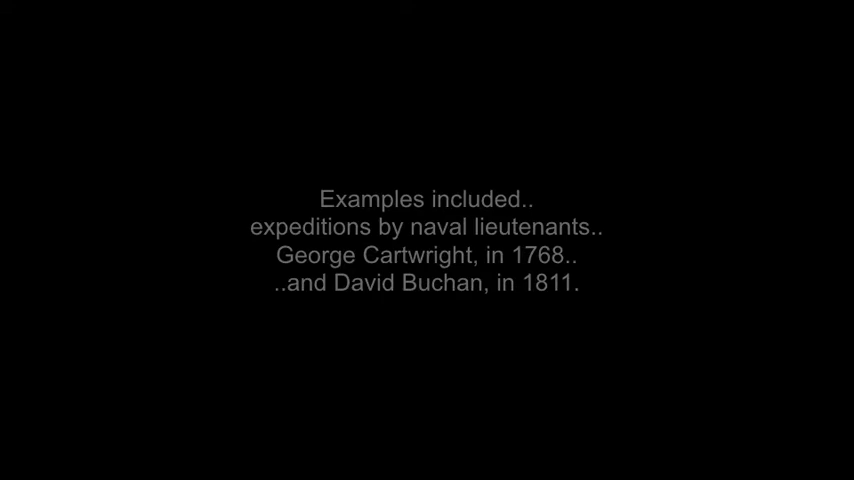 Examples included..
expeditions by naval lieutenants..
George Cartwright, in 1768..
..and David Buchan, in 1811.